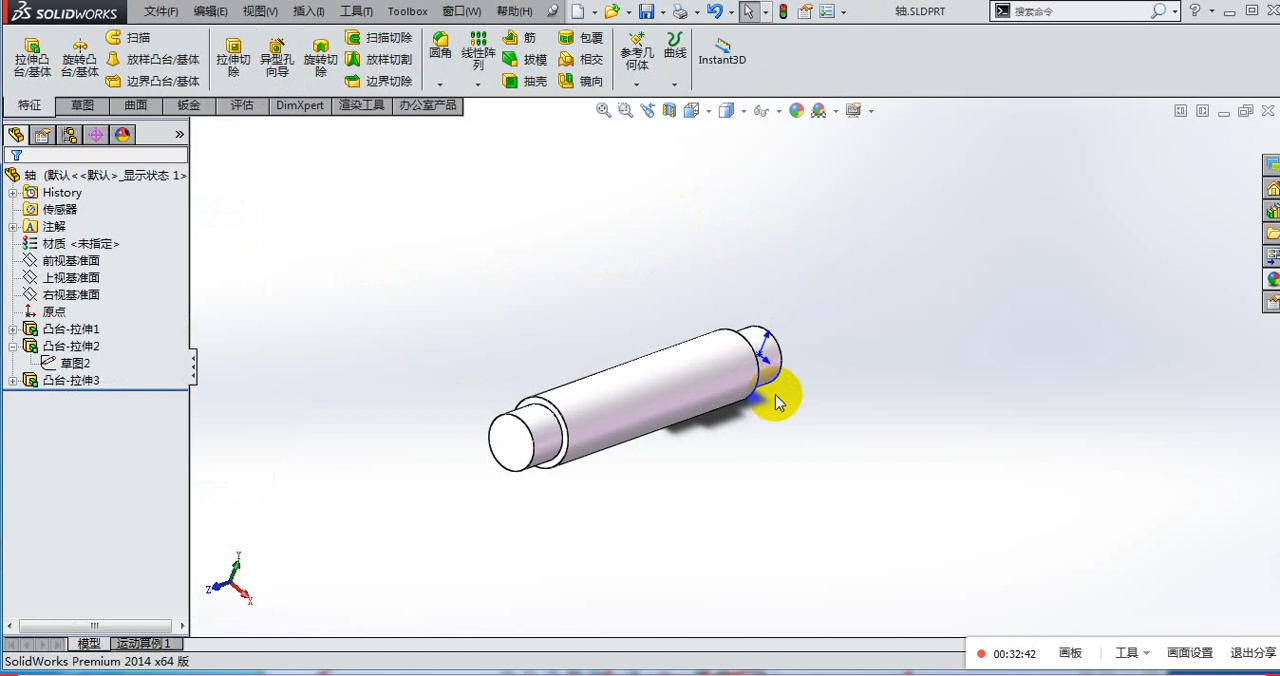 SOLIDWORKS 文件(F) 编辑(E) 视图(V) 插入(I) 工具(T) Toolbox 窗口(W) 帮助(H) 轴.SLDPRT 搜索命令
拉伸凸台/基体 旋转凸台/基体 扫描 放样凸台/基体 边界凸台/基体 拉伸切除 异型孔向导 旋转切除 扫描切除 放样切割 边界切除 圆角 线性阵列 筋 拔模 抽壳 包覆 相交 镜向 参考几何体 曲线 Instant3D
特征 草图 曲面 钣金 评估 DimXpert 渲染工具 办公室产品
轴 (默认<<默认>_显示状态 1>
History
传感器
注解
材质 <未指定>
前视基准面
上视基准面
右视基准面
原点
凸台-拉伸1
凸台-拉伸2
草图2
凸台-拉伸3
Y
Z
X
模型 运动算例1
SolidWorks Premium 2014 x64 版
00:32:42 画板 工具 画面设置 退出分享